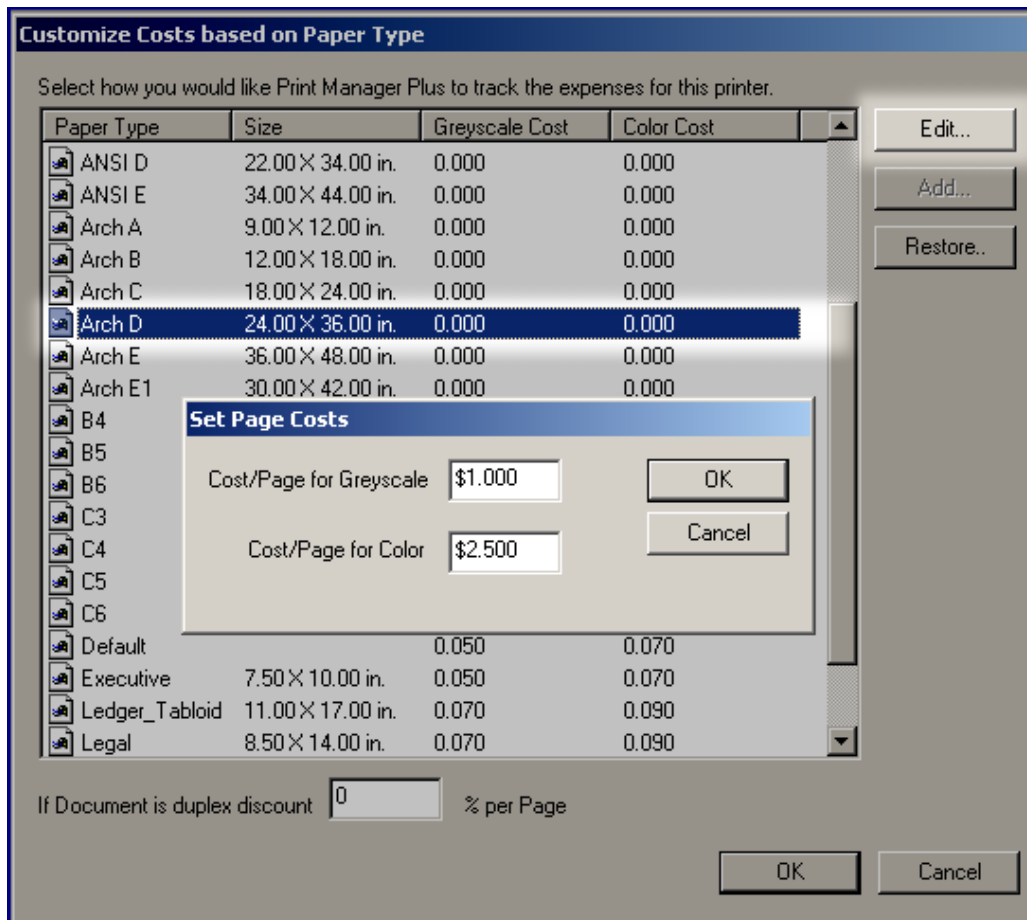 Customize Costs based on Paper Type
Select how you would like Print Manager Plus to track the expenses for this printer.
Paper Type Size Greyscale Cost Color Cost
Edit...
ANSI D 22.00 X 34.00 in. 0.000 0.000
ANSI E 34.00 X 44.00 in. 0.000 0.000
Add...
Arch A 9.00 X 12.00 in. 0.000 0.000
Arch B 12.00 X 18.00 in. 0.000 0.000
Restore..
Arch C 18.00 X 24.00 in. 0.000 0.000
Arch D 24.00 X 36.00 in. 0.000 0.000
Arch E 36.00 X 48.00 in. 0.000 0.000
Arch E1 30.00 X 42.00 in. 0.000 0.000
B4
B5
B6
C3
C4
C5
C6
Set Page Costs
Cost/Page for Greyscale $1.000
OK
Cost/Page for Color $2.500
Cancel
Default 0.050 0.070
Executive 7.50 X 10.00 in. 0.050 0.070
Ledger_Tabloid 11.00 X 17.00 in. 0.070 0.090
Legal 8.50 X 14.00 in. 0.070 0.090
If Document is duplex discount 0 % per Page
OK Cancel